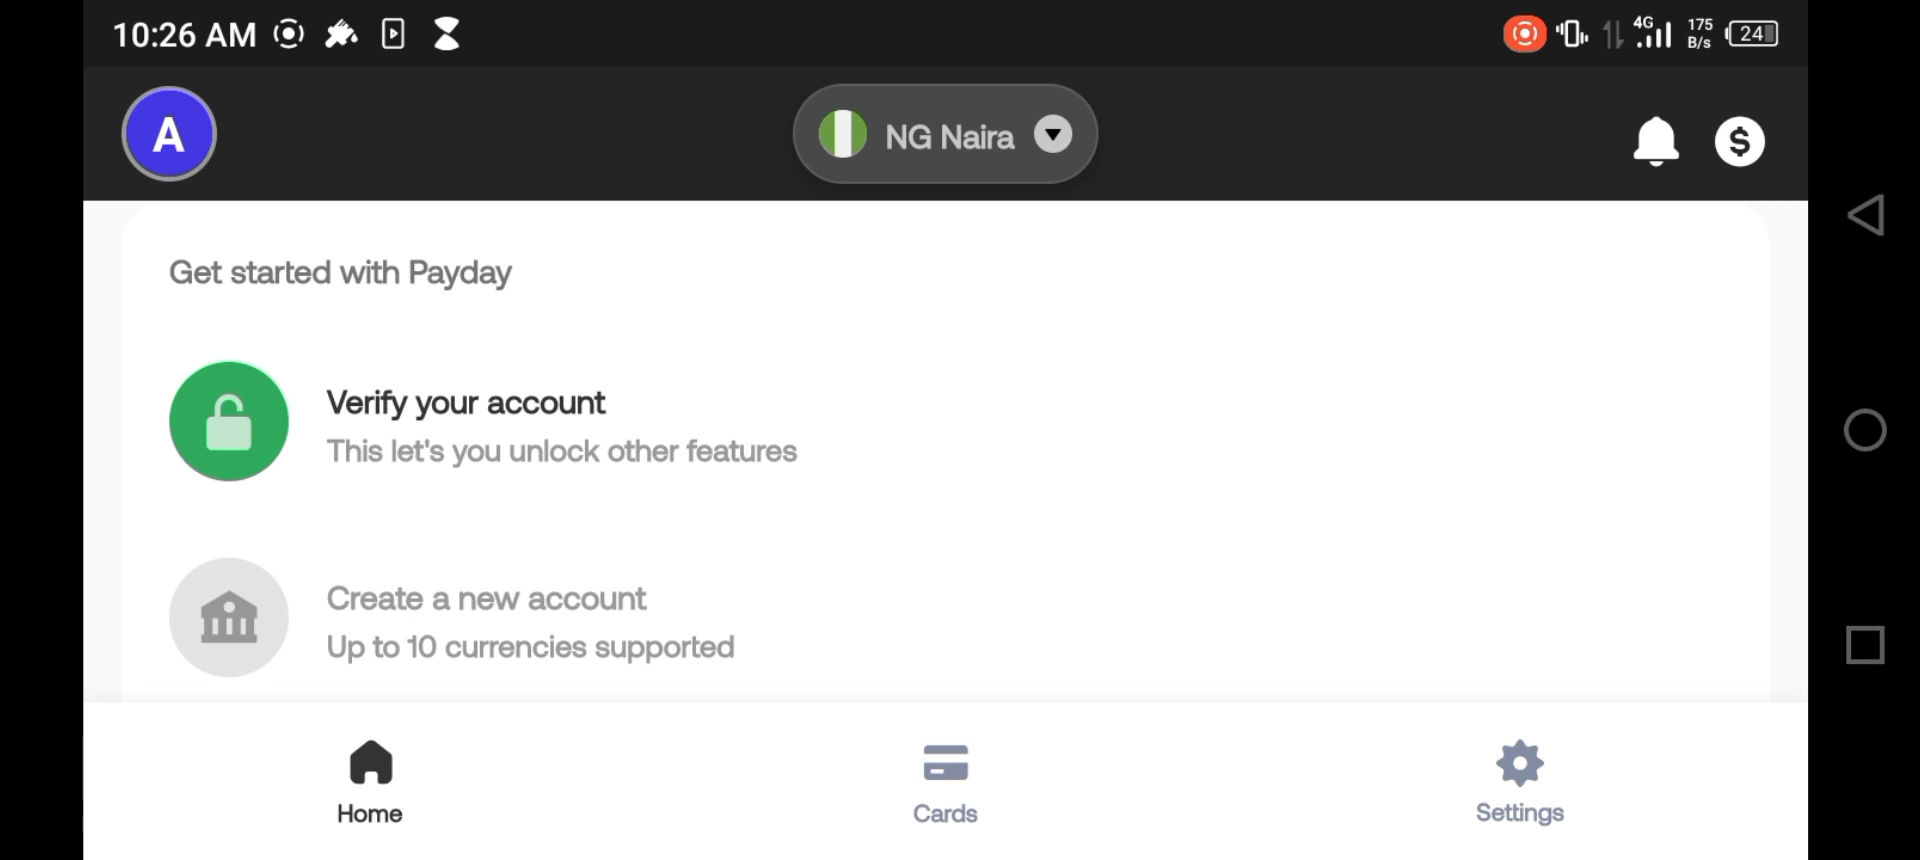 10:26 AM
4G
175
B/s
24
A
NG Naira
$
Get started with Payday
Verify your account
This let's you unlock other features
Create a new account
Up to 10 currencies supported
Home
Cards
Settings